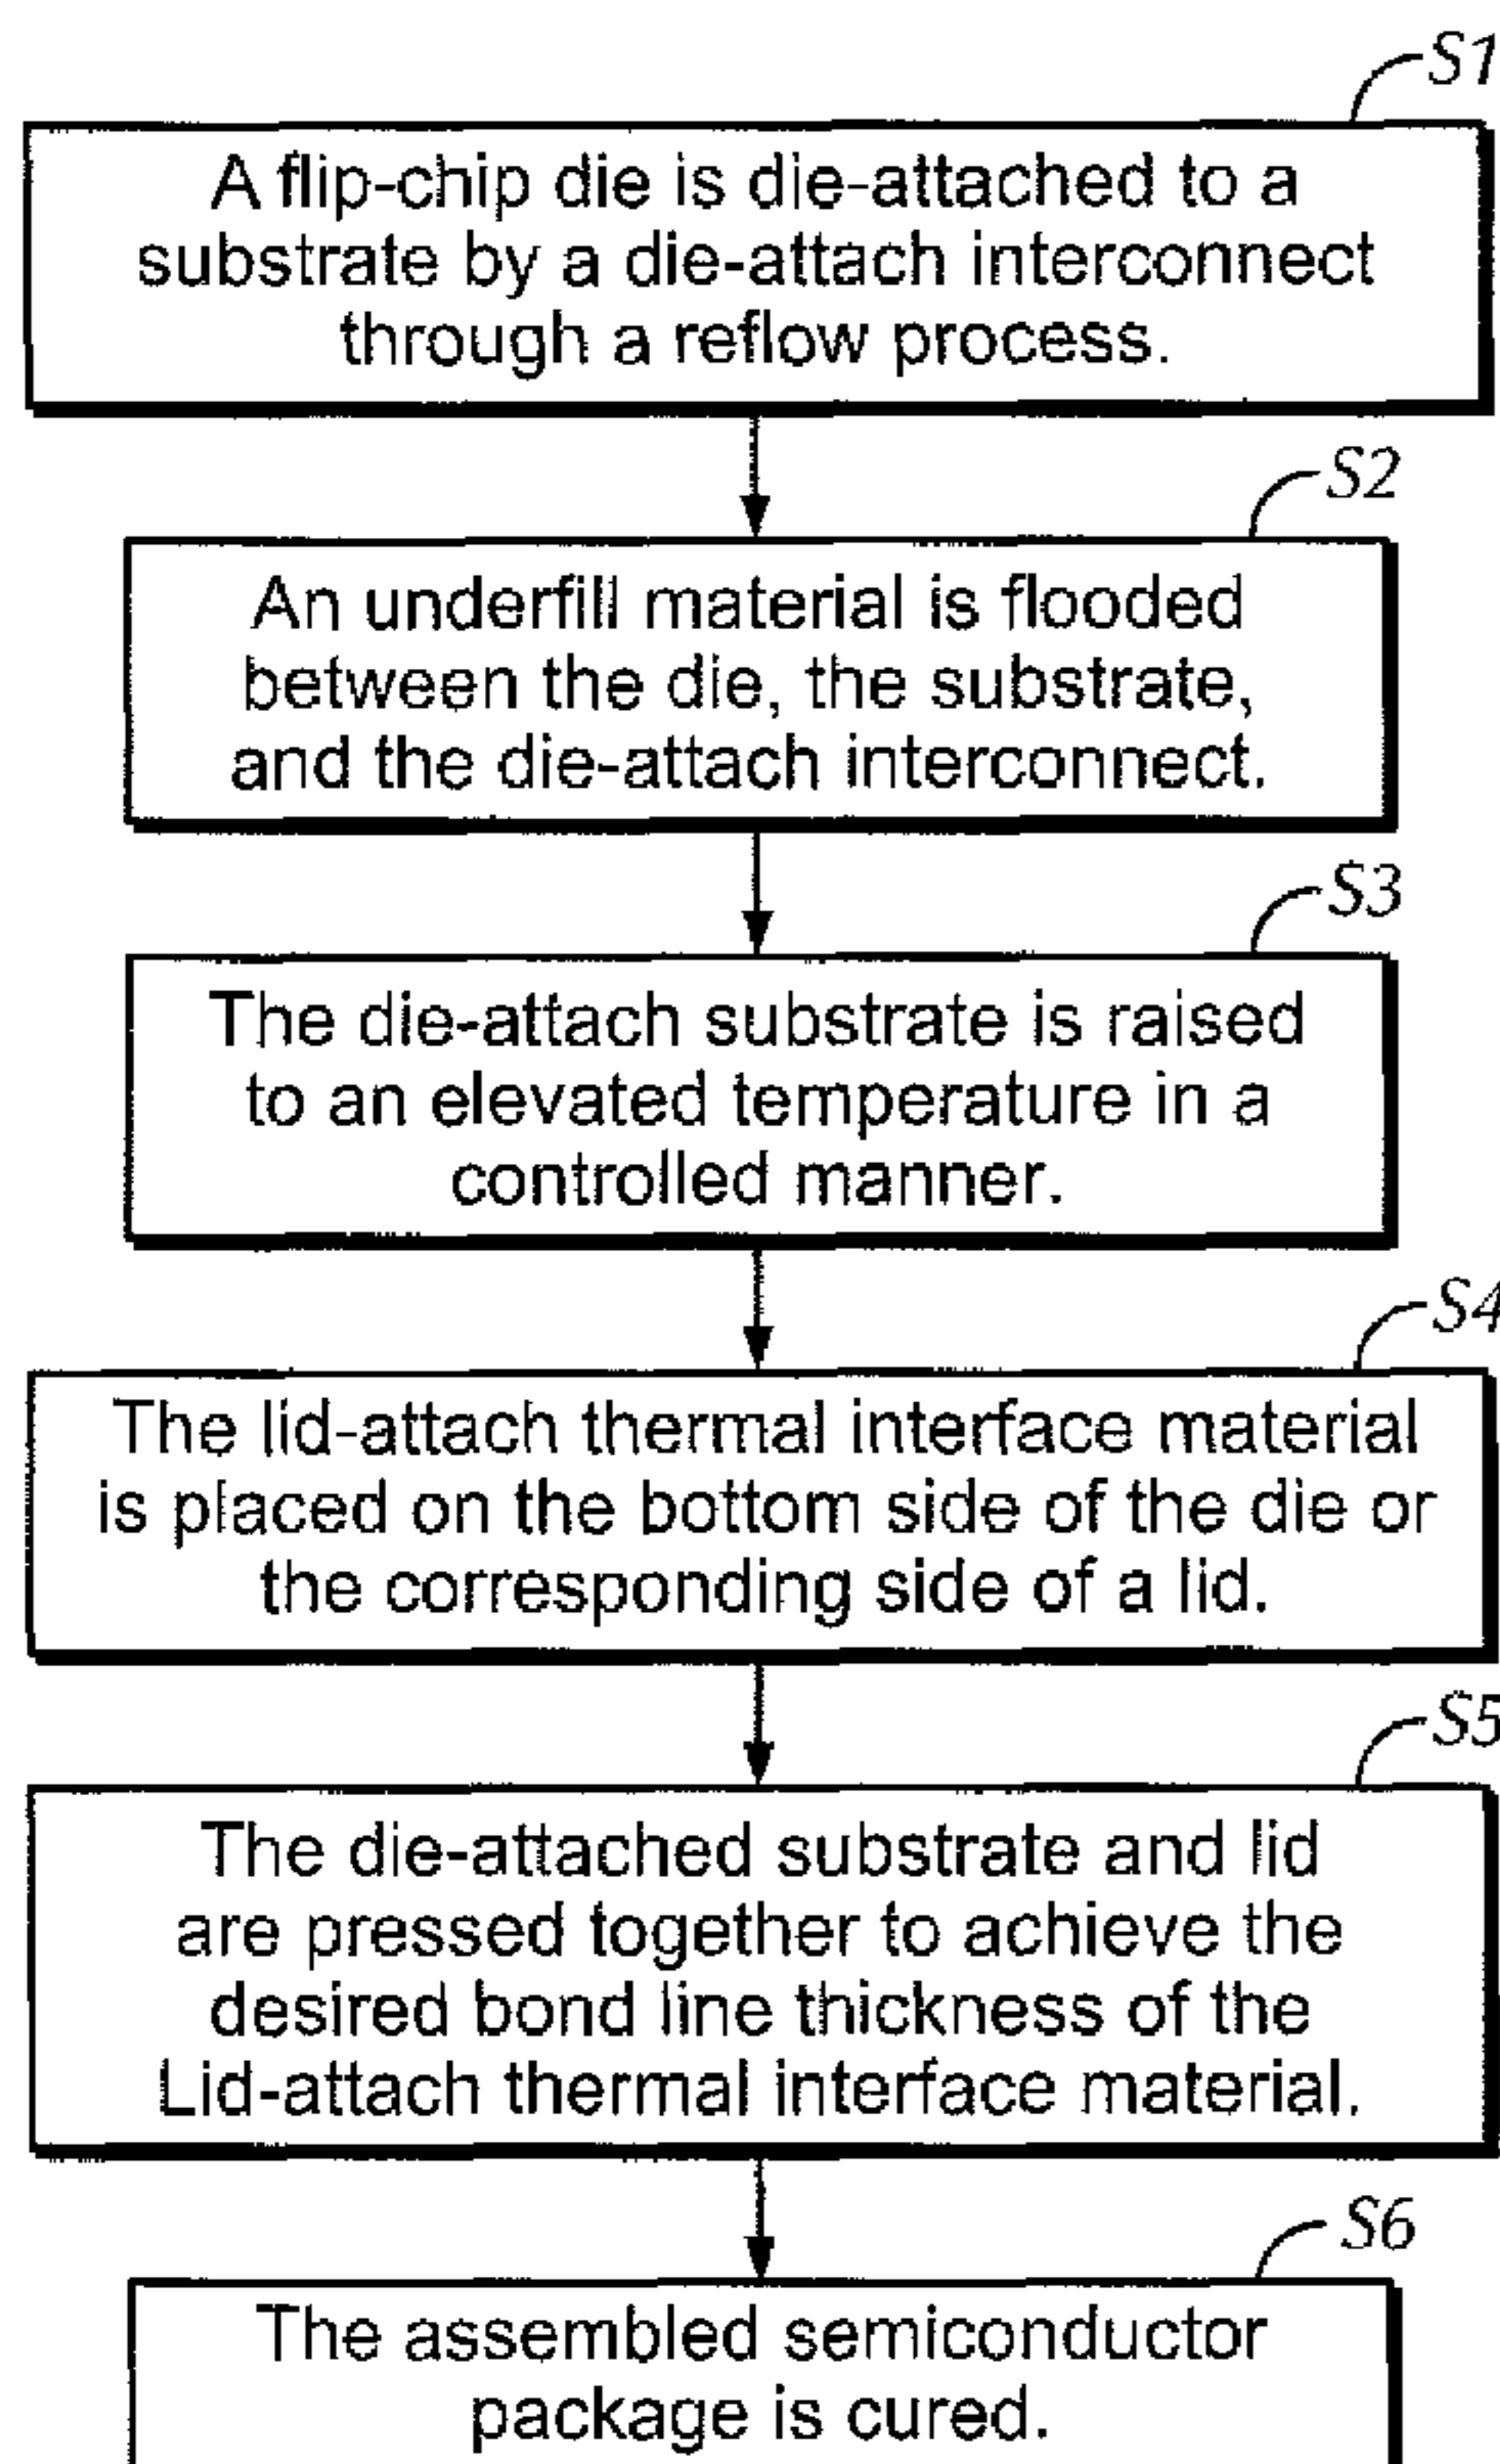 S1
A flip-chip die is die-attached to a
substrate by a die-attach interconnect
through a reflow process.
S2
An underfill material is flooded
between the die, the substrate,
and the die-attach interconnect.
S3
The die-attach substrate is raised
to an elevated temperature in a
controlled manner.
S4
The lid-attach thermal interface material
is placed on the bottom side of the die or
the corresponding side of a lid.
S5
The die-attached substrate and lid
are pressed together to achieve the
desired bond line thickness of the
Lid-attach thermal interface material.
S6
The assembled semiconductor
package is cured.